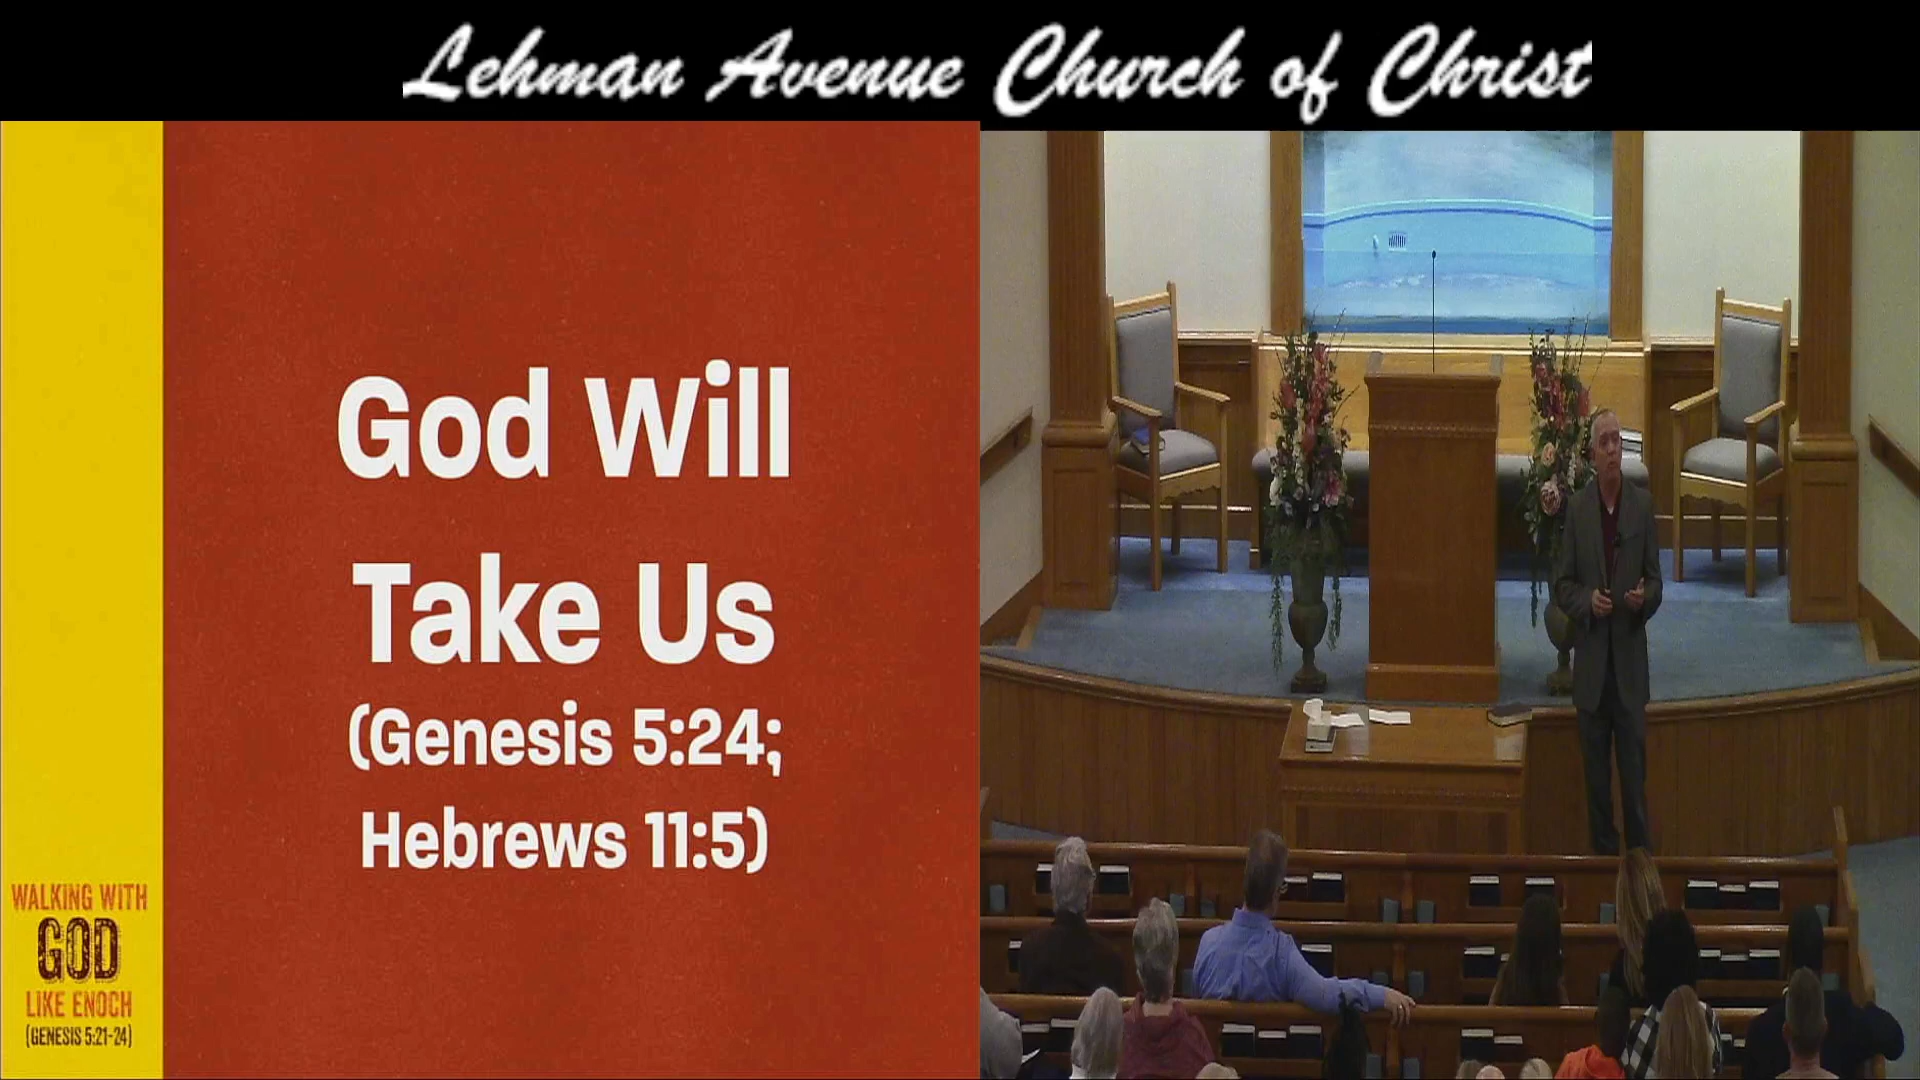 Lehman Avenue Church of Christ
God Will
Take Us
(Genesis 5:24;
Hebrews 11:5)
WALKING WITH
GOD
LIKE ENOCH
(GENESIS 5:21-24)